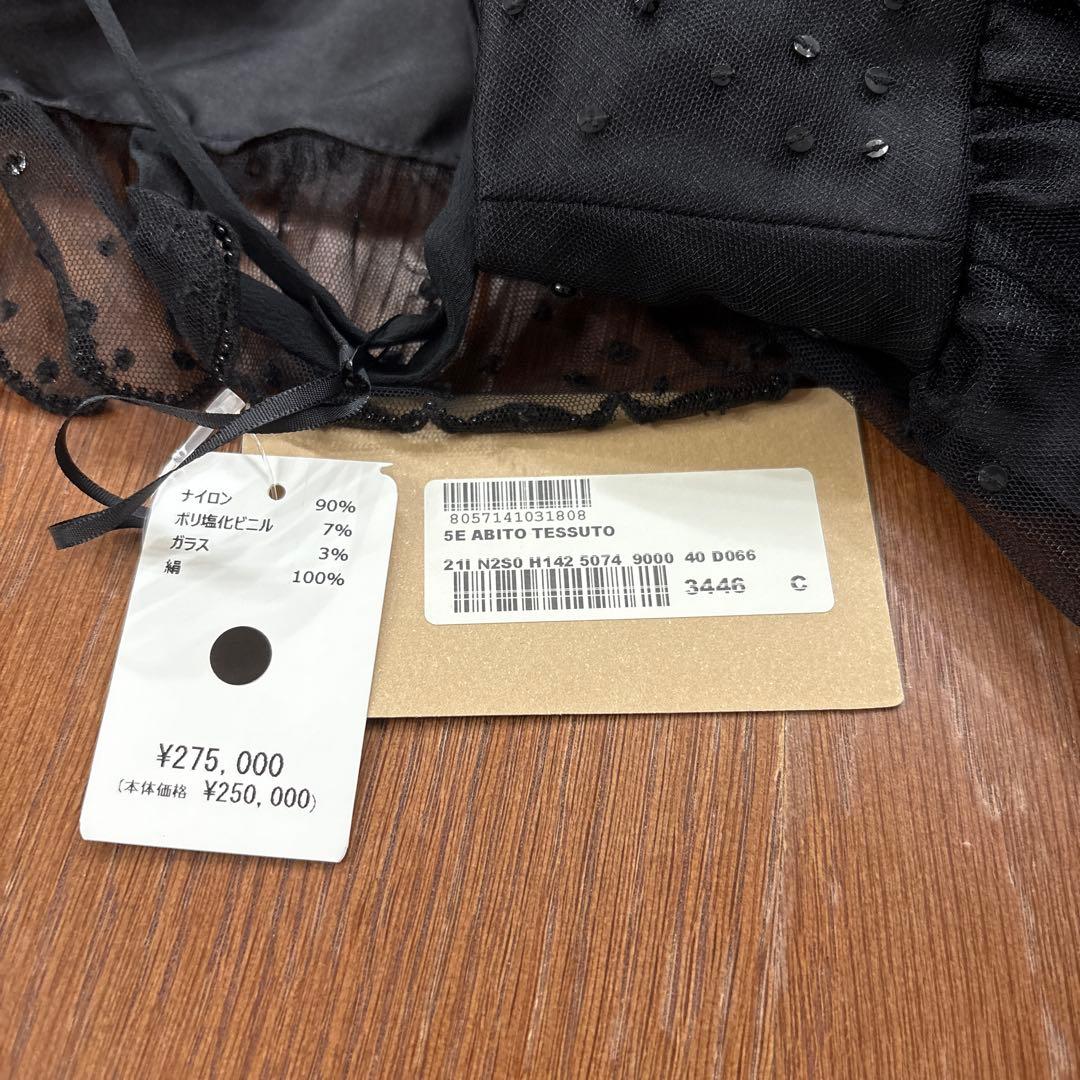 ナイロン 90%
ポリ塩化ビニル 7%
ガラス 3%
絹 100%
¥275,000
(本体価格 ¥250,000)
8057141031808
5E ABITO TESSUTO
21I N2S0 H142 5074 9000 40 D066
3446 C